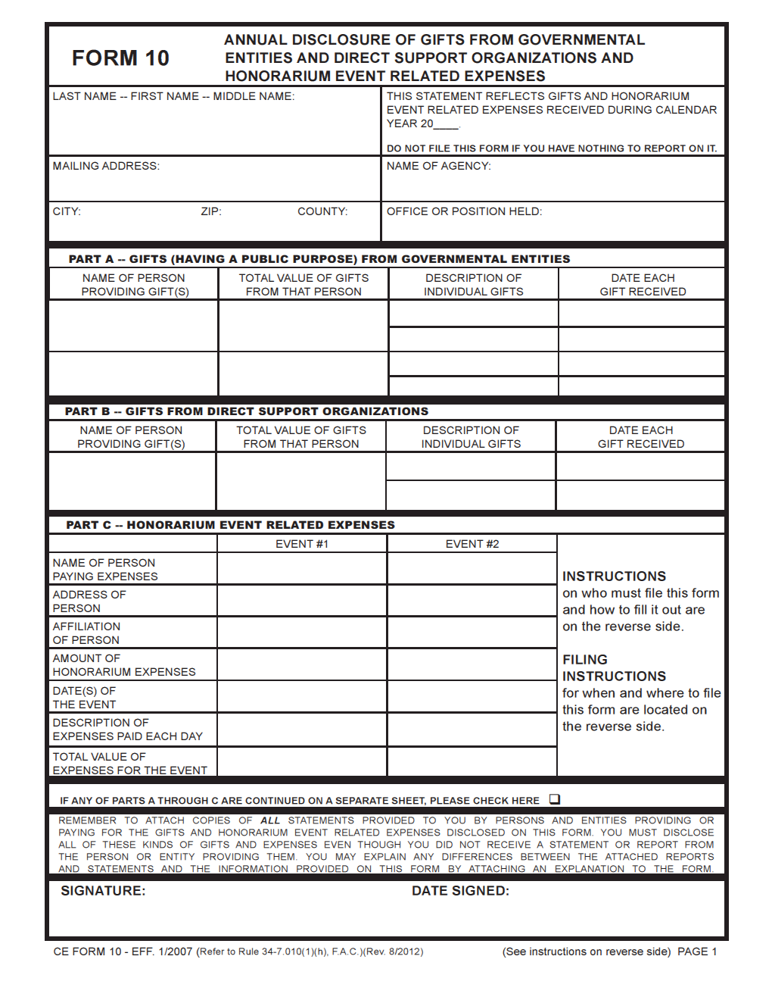 FORM 10
ANNUAL DISCLOSURE OF GIFTS FROM GOVERNMENTAL
ENTITIES AND DIRECT SUPPORT ORGANIZATIONS AND
HONORARIUM EVENT RELATED EXPENSES
LAST NAME -- FIRST NAME -- MIDDLE NAME:
THIS STATEMENT REFLECTS GIFTS AND HONORARIUM
EVENT RELATED EXPENSES RECEIVED DURING CALENDAR
YEAR 20____.
DO NOT FILE THIS FORM IF YOU HAVE NOTHING TO REPORT ON IT.
MAILING ADDRESS:
NAME OF AGENCY:
CITY: ZIP: COUNTY:
OFFICE OR POSITION HELD:
PART A -- GIFTS (HAVING A PUBLIC PURPOSE) FROM GOVERNMENTAL ENTITIES
NAME OF PERSON
PROVIDING GIFT(S)
TOTAL VALUE OF GIFTS
FROM THAT PERSON
DESCRIPTION OF
INDIVIDUAL GIFTS
DATE EACH
GIFT RECEIVED
PART B -- GIFTS FROM DIRECT SUPPORT ORGANIZATIONS
NAME OF PERSON
PROVIDING GIFT(S)
TOTAL VALUE OF GIFTS
FROM THAT PERSON
DESCRIPTION OF
INDIVIDUAL GIFTS
DATE EACH
GIFT RECEIVED
PART C -- HONORARIUM EVENT RELATED EXPENSES
EVENT #1
EVENT #2
NAME OF PERSON
PAYING EXPENSES
ADDRESS OF
PERSON
AFFILIATION
OF PERSON
AMOUNT OF
HONORARIUM EXPENSES
DATE(S) OF
THE EVENT
DESCRIPTION OF
EXPENSES PAID EACH DAY
TOTAL VALUE OF
EXPENSES FOR THE EVENT
INSTRUCTIONS
on who must file this form
and how to fill it out are
on the reverse side.
FILING
INSTRUCTIONS
for when and where to file
this form are located on
the reverse side.
IF ANY OF PARTS A THROUGH C ARE CONTINUED ON A SEPARATE SHEET, PLEASE CHECK HERE ❑
REMEMBER TO ATTACH COPIES OF ALL STATEMENTS PROVIDED TO YOU BY PERSONS AND ENTITIES PROVIDING OR
PAYING FOR THE GIFTS AND HONORARIUM EVENT RELATED EXPENSES DISCLOSED ON THIS FORM. YOU MUST DISCLOSE
ALL OF THESE KINDS OF GIFTS AND EXPENSES EVEN THOUGH YOU DID NOT RECEIVE A STATEMENT OR REPORT FROM
THE PERSON OR ENTITY PROVIDING THEM. YOU MAY EXPLAIN ANY DIFFERENCES BETWEEN THE ATTACHED REPORTS
AND STATEMENTS AND THE INFORMATION PROVIDED ON THIS FORM BY ATTACHING AN EXPLANATION TO THE FORM.
SIGNATURE: DATE SIGNED:
CE FORM 10 - EFF. 1/2007 (Refer to Rule 34-7.010(1)(h), F.A.C.)(Rev. 8/2012) (See instructions on reverse side) PAGE 1